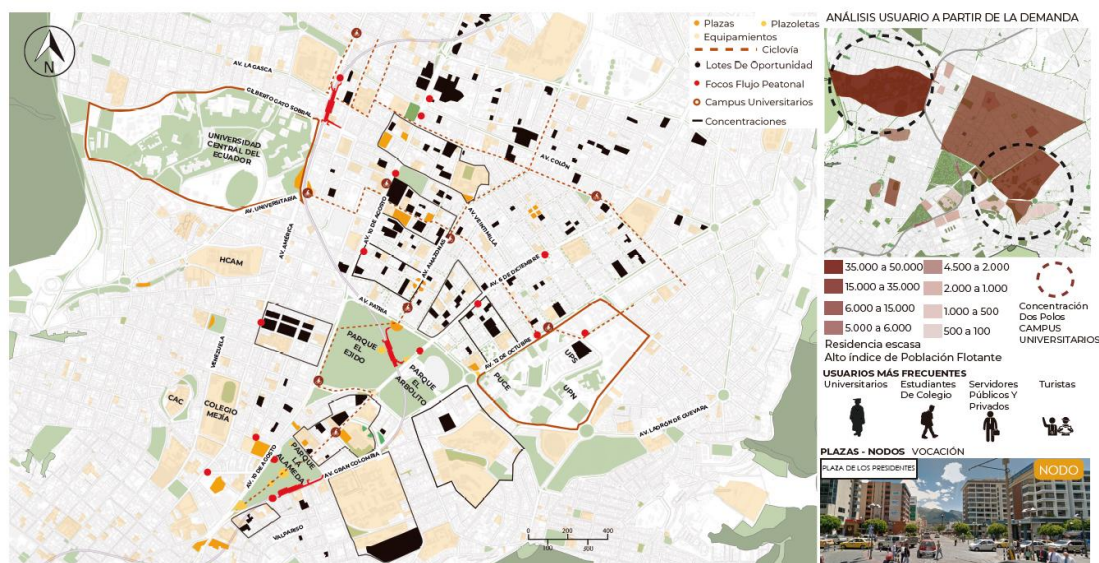 N
AV. LA GASCA
GILBERTO GATO SOBRAL
UNIVERSIDAD
CENTRAL DEL
ECUADOR
AV. UNIVERSITARIA
AV. AMÉRICA
HCAM
VENEZUELA
CAC
COLEGIO
MEJÍA
AV. 10 DE AGOSTO
PARQUE
LA
ALAMEDA
AV. GRAN COLOMBIA
VALPARISO
AV. 10 DE AGOSTO
AV. AMAZONAS
AV. VEINTIMILLA
AV. COLÓN
AV. 6 DE DICIEMBRE
AV. PATRIA
PARQUE
EL
EJIDO
PARQUE
EL
ARBOLITO
AV. 12 DE OCTUBRE
PUCE
UPS
UPN
AV. LADRÓN DE GUEVARA
0 200 400
100 300
Plazas
Plazoletas
Equipamientos
Ciclovía
Lotes De Oportunidad
Focos Flujo Peatonal
Campus Universitarios
Concentraciones
ANÁLISIS USUARIO A PARTIR DE LA DEMANDA
35.000 a 50.000
4.500 a 2.000
15.000 a 35.000
2.000 a 1.000
6.000 a 15.000
1.000 a 500
5.000 a 6.000
500 a 100
Concentración
Dos Polos
CAMPUS
UNIVERSITARIOS
Residencia escasa
Alto índice de Población Flotante
USUARIOS MÁS FRECUENTES
Universitarios
Estudiantes
De Colegio
Servidores
Públicos Y
Privados
Turistas
PLAZAS - NODOS VOCACIÓN
PLAZA DE LOS PRESIDENTES
NODO